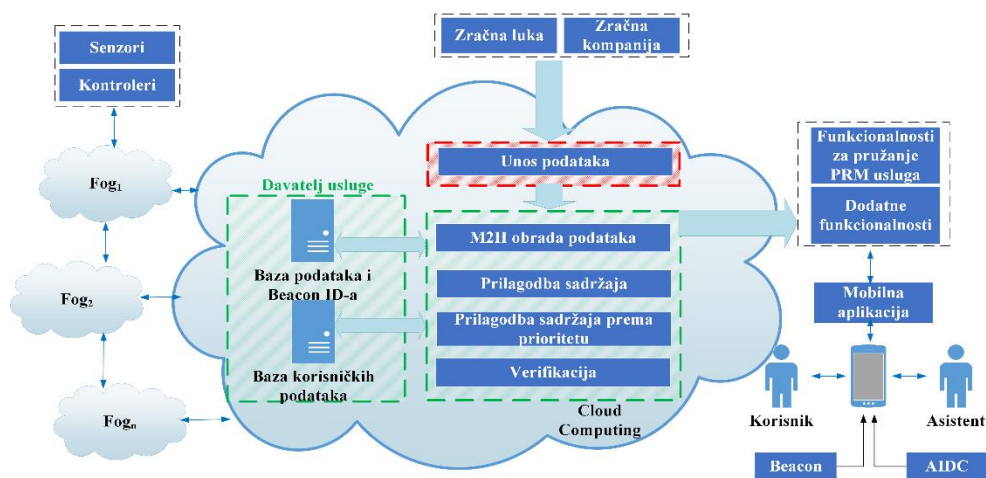 Zračna luka
Zračna
kompanija
Senzori
Kontroleri
Fog1
Fog2
Fogn
Unos podataka
Davatelj usluge
Baza podataka i
Beacon ID-a
Baza korisničkih
podataka
M2H obrada podataka
Prilagodba sadržaja
Prilagodba sadržaja prema
prioritetu
Verifikacija
Cloud
Computing
Funkcionalnosti
za pružanje
PRM usluga
Dodatne
funkcionalnosti
Mobilna
aplikacija
Korisnik
Asistent
Beacon
AIDC